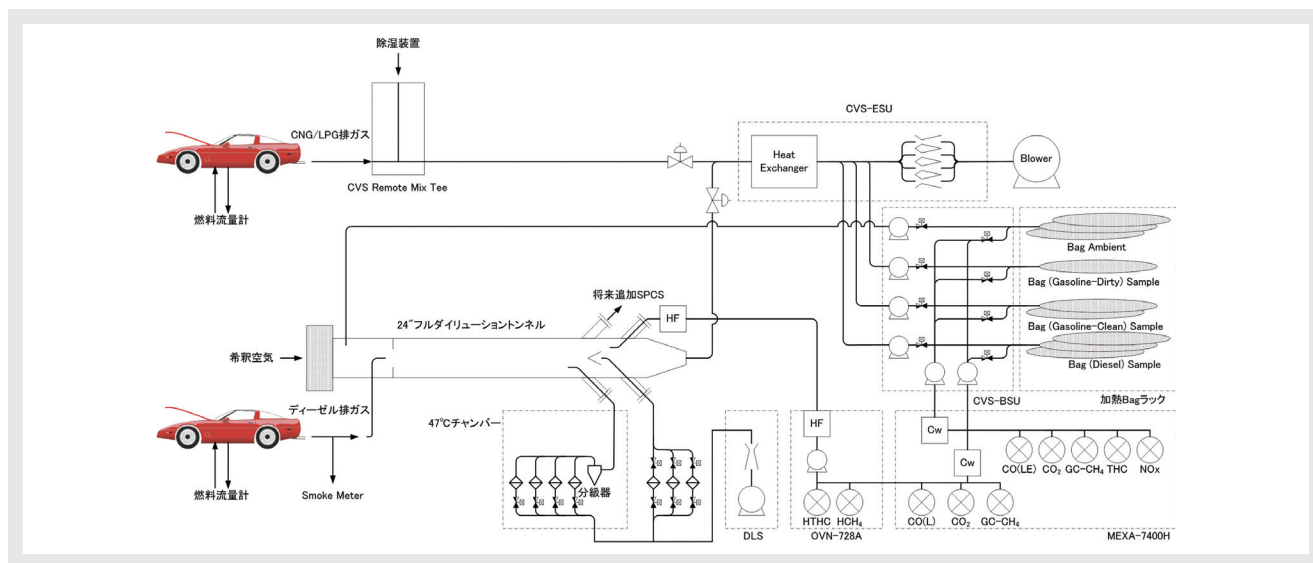 除湿装置
CNG/LPG排ガス
CVS Remote Mix Tee
燃料流量計
CVS-ESU
Heat
Exchanger
Blower
Bag Ambient
Bag (Gasoline-Dirty) Sample
Bag (Gasoline-Clean) Sample
Bag (Diesel) Sample
CVS-BSU
加熱Bagラック
将来追加SPCS
24"フルダイリューショントンネル
HF
希釈空気
ディーゼル排ガス
燃料流量計
Smoke Meter
47℃チャンバー
分級器
DLS
HF
HTHC
HCH₄
OVN-728A
Cw
Cw
CO(LE)
CO₂
GC-CH₄
THC
NOx
CO(L)
CO₂
GC-CH₄
MEXA-7400H